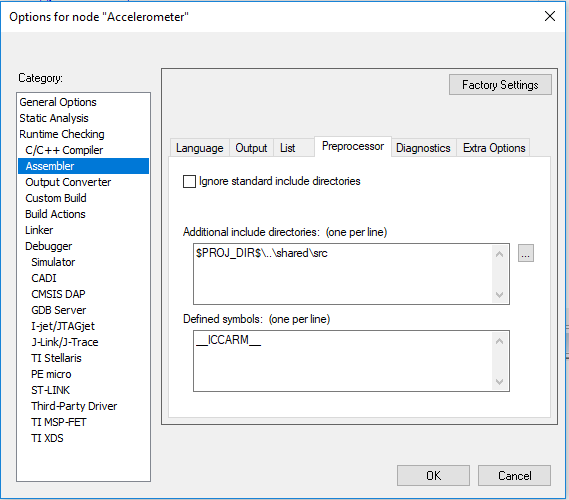 Options for node "Accelerometer"
Category:
Factory Settings
General Options
Static Analysis
Runtime Checking
C/C++ Compiler
Assembler
Output Converter
Custom Build
Build Actions
Linker
Debugger
Simulator
CADI
CMSIS DAP
GDB Server
I-jet/JTAGjet
J-Link/J-Trace
TI Stellaris
PE micro
ST-LINK
Third-Party Driver
TI MSP-FET
TI XDS
Language Output List Preprocessor Diagnostics Extra Options
Ignore standard include directories
Additional include directories: (one per line)
$PROJ_DIR$\..\shared\src
...
Defined symbols: (one per line)
__ICCARM__
OK Cancel